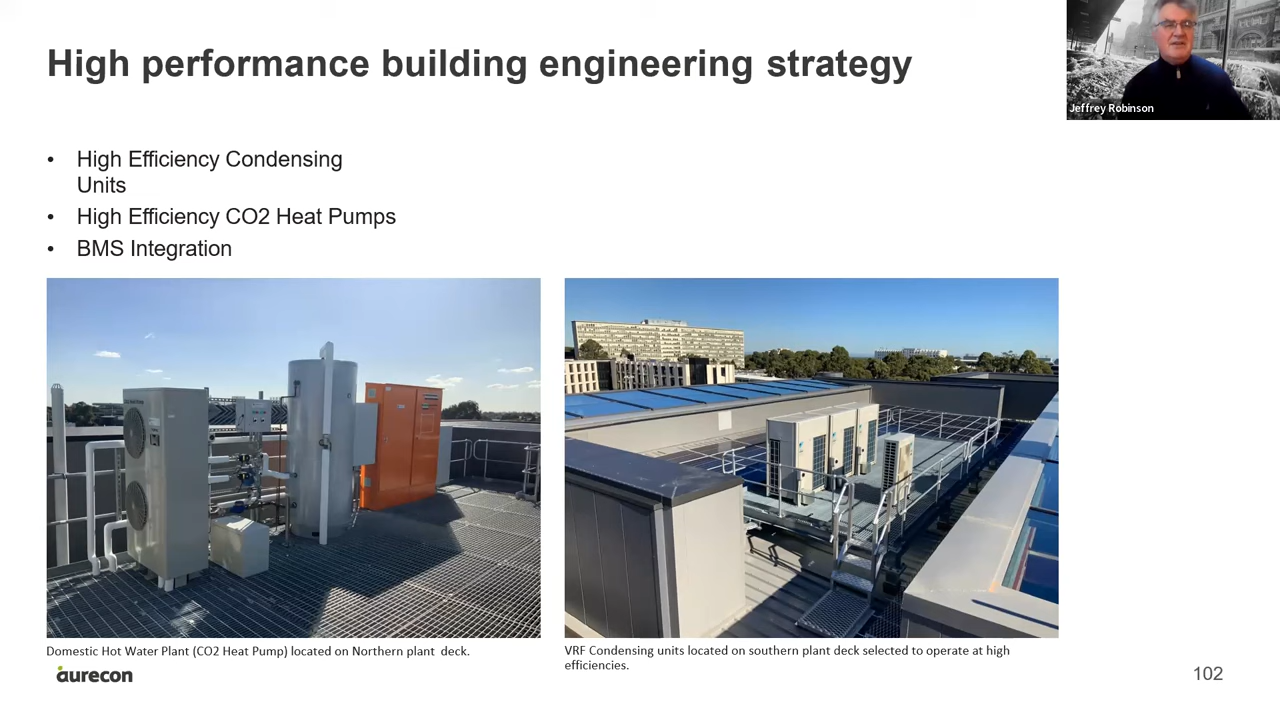 High performance building engineering strategy
Jeffrey Robinson
• High Efficiency Condensing
Units
• High Efficiency CO2 Heat Pumps
• BMS Integration
Domestic Hot Water Plant (CO2 Heat Pump) located on Northern plant deck.
VRF Condensing units located on southern plant deck selected to operate at high
efficiencies.
aurecon
102